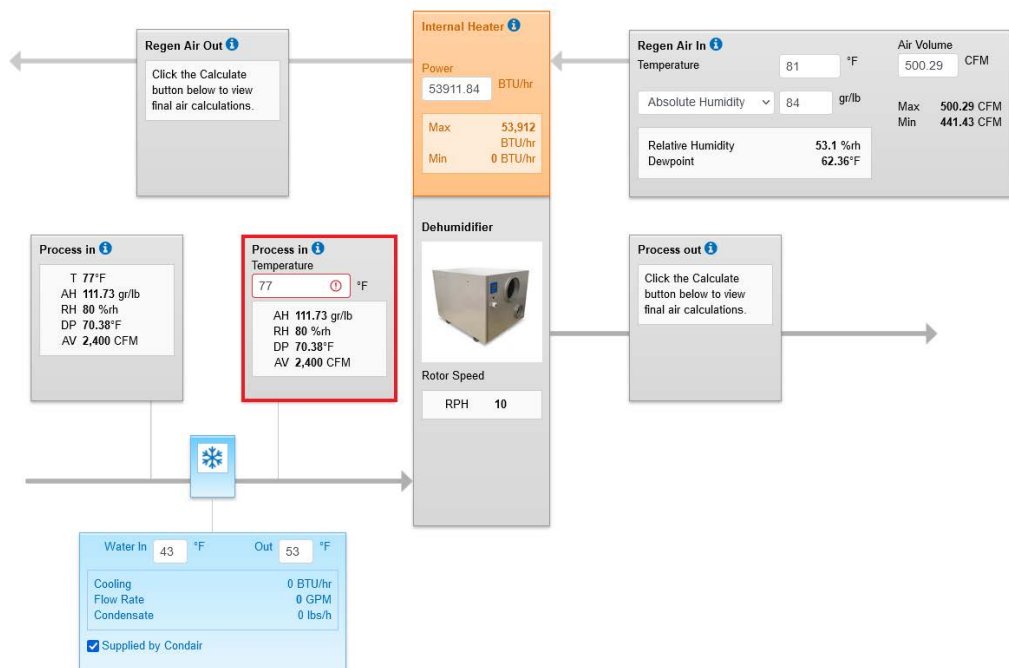 Regen Air Out
Click the Calculate
button below to view
final air calculations.
Internal Heater
Power
53911.84 BTU/hr
Max 53,912
BTU/hr
Min 0 BTU/hr
Regen Air In
Temperature 81 °F
Absolute Humidity 84 gr/lb
Relative Humidity 53.1 %rh
Dewpoint 62.36°F
Air Volume
500.29 CFM
Max 500.29 CFM
Min 441.43 CFM
Process in
T 77°F
AH 111.73 gr/lb
RH 80 %rh
DP 70.38°F
AV 2,400 CFM
Process in
Temperature
77 °F
AH 111.73 gr/lb
RH 80 %rh
DP 70.38°F
AV 2,400 CFM
Dehumidifier
Rotor Speed
RPH 10
Process out
Click the Calculate
button below to view
final air calculations.
Water In 43 °F Out 53 °F
Cooling 0 BTU/hr
Flow Rate 0 GPM
Condensate 0 lbs/h
Supplied by Condair